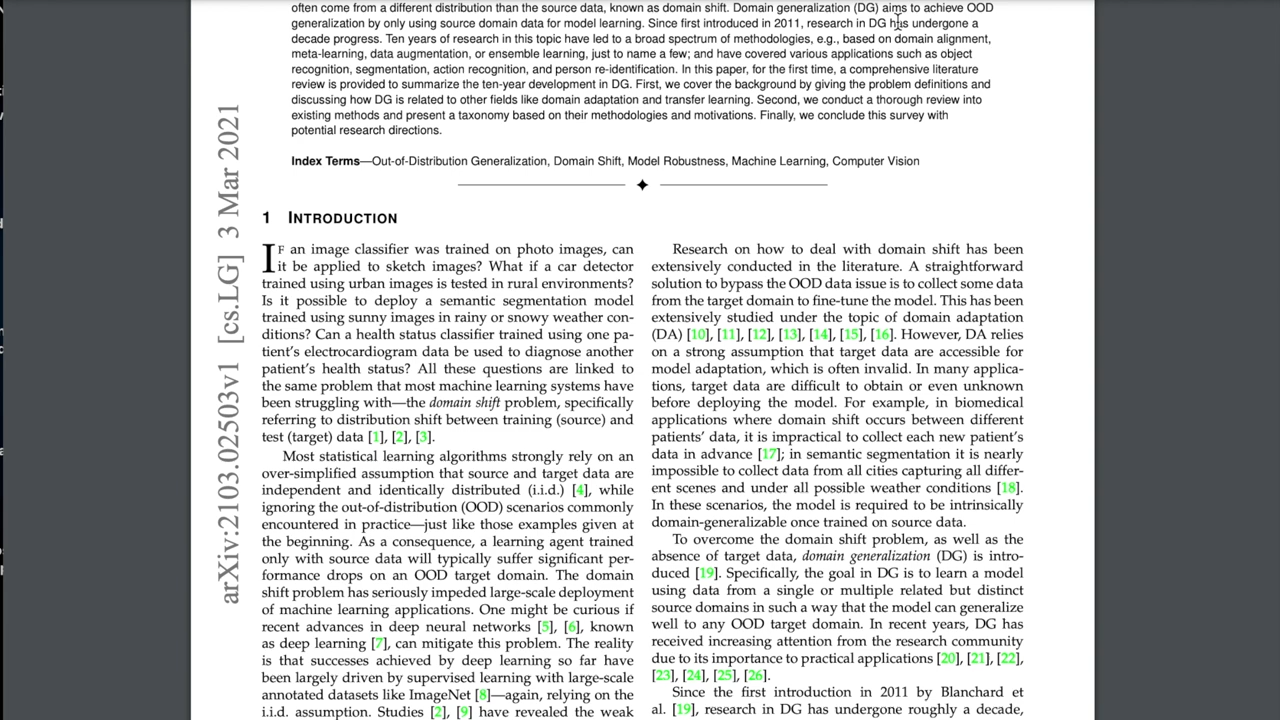 often come from a different distribution than the source data, known as domain shift. Domain generalization (DG) aims to achieve OOD
generalization by only using source domain data for model learning. Since first introduced in 2011, research in DG has undergone a
decade progress. Ten years of research in this topic have led to a broad spectrum of methodologies, e.g., based on domain alignment,
meta-learning, data augmentation, or ensemble learning, just to name a few; and have covered various applications such as object
recognition, segmentation, action recognition, and person re-identification. In this paper, for the first time, a comprehensive literature
review is provided to summarize the ten-year development in DG. First, we cover the background by giving the problem definitions and
discussing how DG is related to other fields like domain adaptation and transfer learning. Second, we conduct a thorough review into
existing methods and present a taxonomy based on their methodologies and motivations. Finally, we conclude this survey with
potential research directions.
Index Terms—Out-of-Distribution Generalization, Domain Shift, Model Robustness, Machine Learning, Computer Vision
arXiv:2103.02503v1 [cs.LG] 3 Mar 2021
1 INTRODUCTION
IF an image classifier was trained on photo images, can
it be applied to sketch images? What if a car detector
trained using urban images is tested in rural environments?
Is it possible to deploy a semantic segmentation model
trained using sunny images in rainy or snowy weather con-
ditions? Can a health status classifier trained using one pa-
tient's electrocardiogram data be used to diagnose another
patient's health status? All these questions are linked to
the same problem that most machine learning systems have
been struggling with—the domain shift problem, specifically
referring to distribution shift between training (source) and
test (target) data [1], [2], [3].
Most statistical learning algorithms strongly rely on an
over-simplified assumption that source and target data are
independent and identically distributed (i.i.d.) [4], while
ignoring the out-of-distribution (OOD) scenarios commonly
encountered in practice—just like those examples given at
the beginning. As a consequence, a learning agent trained
only with source data will typically suffer significant per-
formance drops on an OOD target domain. The domain
shift problem has seriously impeded large-scale deployment
of machine learning applications. One might be curious if
recent advances in deep neural networks [5], [6], known
as deep learning [7], can mitigate this problem. The reality
is that successes achieved by deep learning so far have
been largely driven by supervised learning with large-scale
annotated datasets like ImageNet [8]—again, relying on the
i.i.d. assumption. Studies [2], [9] have revealed the weak
Research on how to deal with domain shift has been
extensively conducted in the literature. A straightforward
solution to bypass the OOD data issue is to collect some data
from the target domain to fine-tune the model. This has been
extensively studied under the topic of domain adaptation
(DA) [10], [11], [12], [13], [14], [15], [16]. However, DA relies
on a strong assumption that target data are accessible for
model adaptation, which is often invalid. In many applica-
tions, target data are difficult to obtain or even unknown
before deploying the model. For example, in biomedical
applications where domain shift occurs between different
patients' data, it is impractical to collect each new patient's
data in advance [17]; in semantic segmentation it is nearly
impossible to collect data from all cities capturing all differ-
ent scenes and under all possible weather conditions [18].
In these scenarios, the model is required to be intrinsically
domain-generalizable once trained on source data.
To overcome the domain shift problem, as well as the
absence of target data, domain generalization (DG) is intro-
duced [19]. Specifically, the goal in DG is to learn a model
using data from a single or multiple related but distinct
source domains in such a way that the model can generalize
well to any OOD target domain. In recent years, DG has
received increasing attention from the research community
due to its importance to practical applications [20], [21], [22],
[23], [24], [25], [26].
Since the first introduction in 2011 by Blanchard et
al. [19], research in DG has undergone roughly a decade,